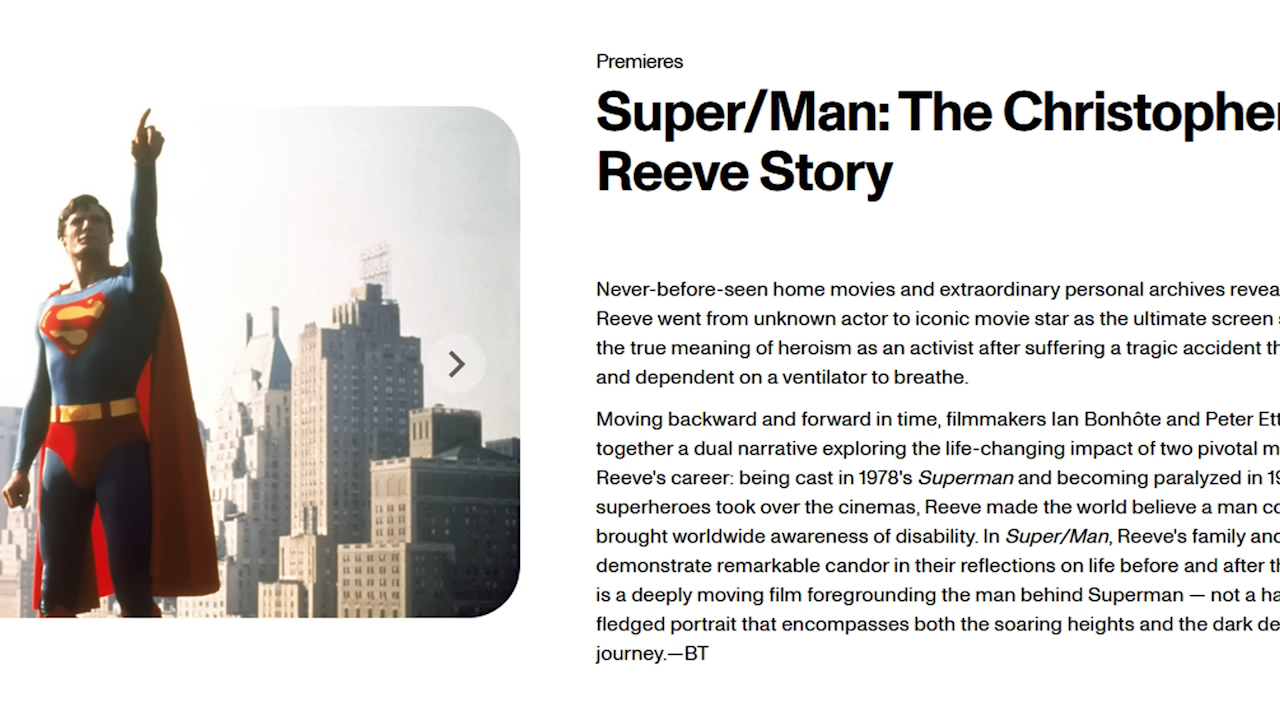 Premieres
Super/Man: The Christopher
Reeve Story
Never-before-seen home movies and extraordinary personal archives revea
Reeve went from unknown actor to iconic movie star as the ultimate screen
the true meaning of heroism as an activist after suffering a tragic accident th
and dependent on a ventilator to breathe.
Moving backward and forward in time, filmmakers Ian Bonhôte and Peter Ett
together a dual narrative exploring the life-changing impact of two pivotal m
Reeve's career: being cast in 1978's Superman and becoming paralyzed in 19
superheroes took over the cinemas, Reeve made the world believe a man co
brought worldwide awareness of disability. In Super/Man, Reeve's family and
demonstrate remarkable candor in their reflections on life before and after th
is a deeply moving film foregrounding the man behind Superman — not a ha
fledged portrait that encompasses both the soaring heights and the dark de
journey.—BT